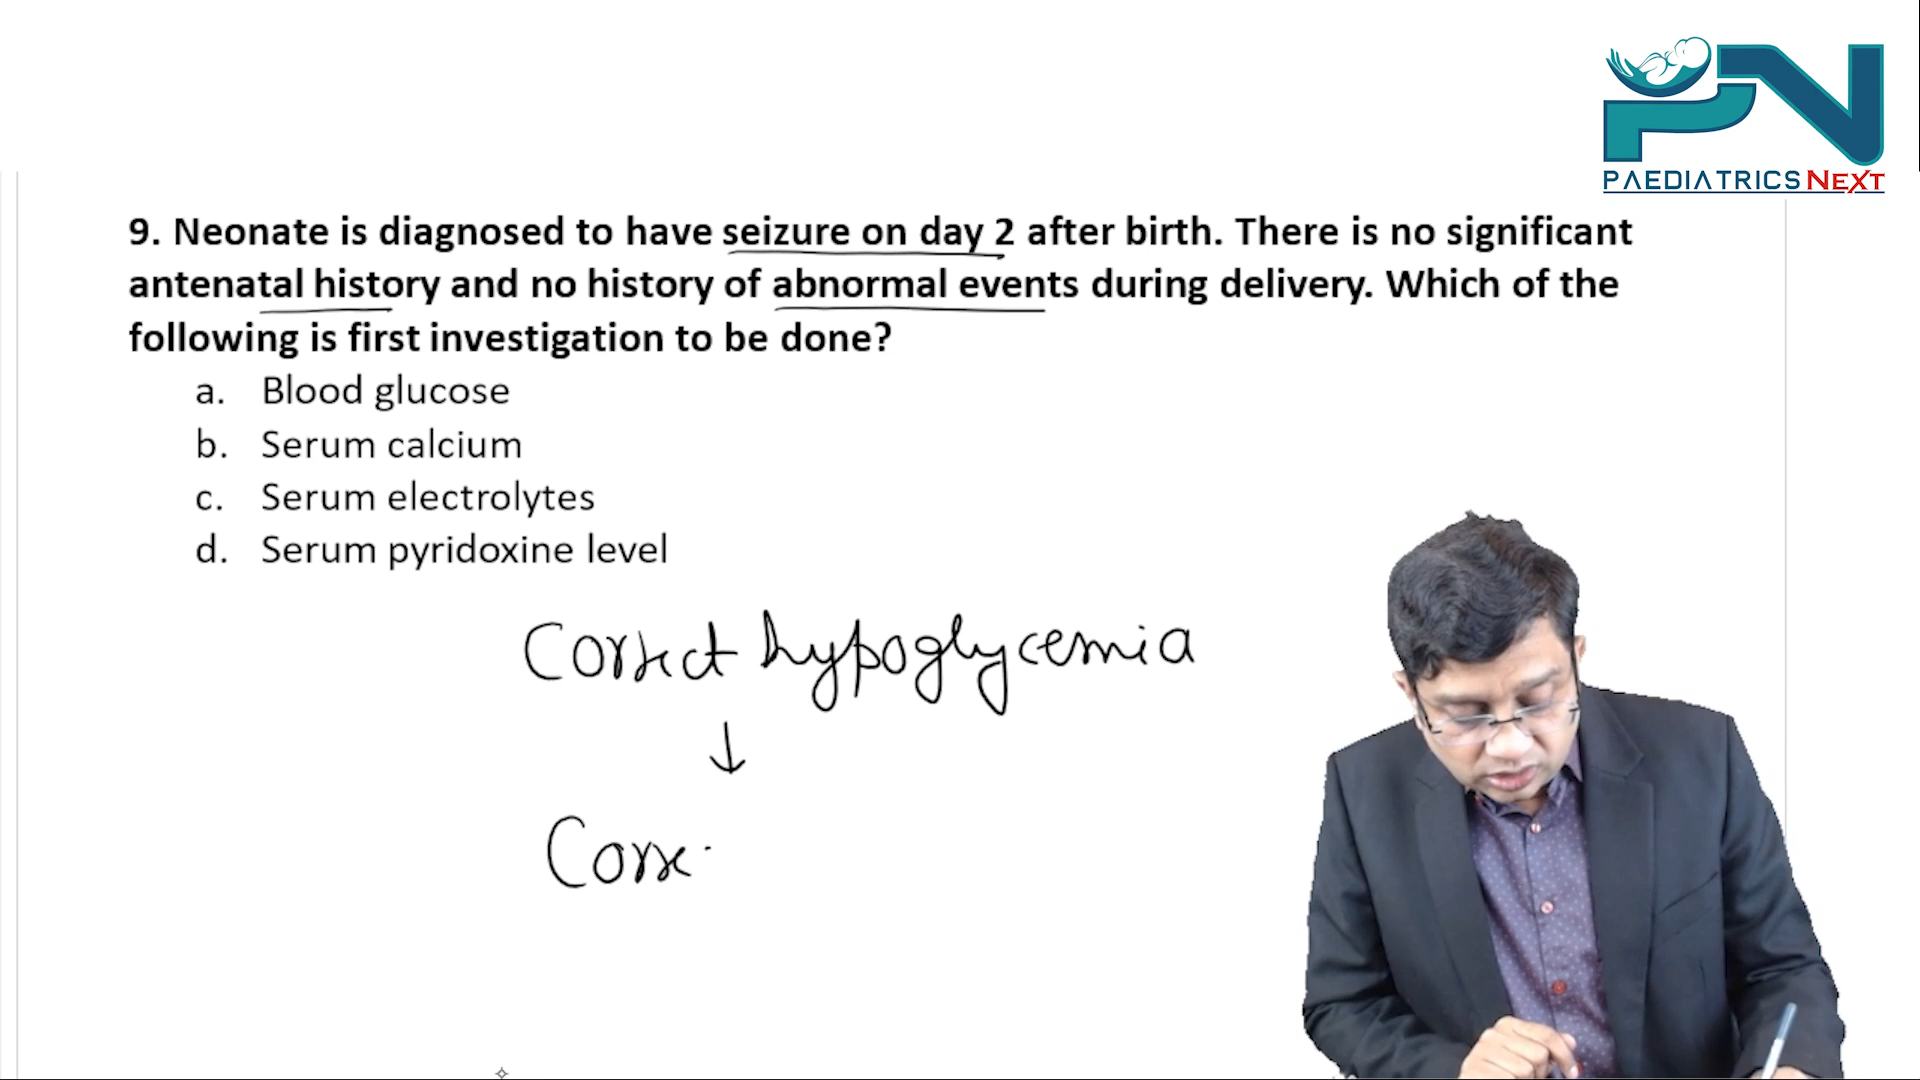 PN
PAEDIATRICS NEXT
9. Neonate is diagnosed to have seizure on day 2 after birth. There is no significant
antenatal history and no history of abnormal events during delivery. Which of the
following is first investigation to be done?
a. Blood glucose
b. Serum calcium
c. Serum electrolytes
d. Serum pyridoxine level
Correct hypoglycemia
↓
Corre